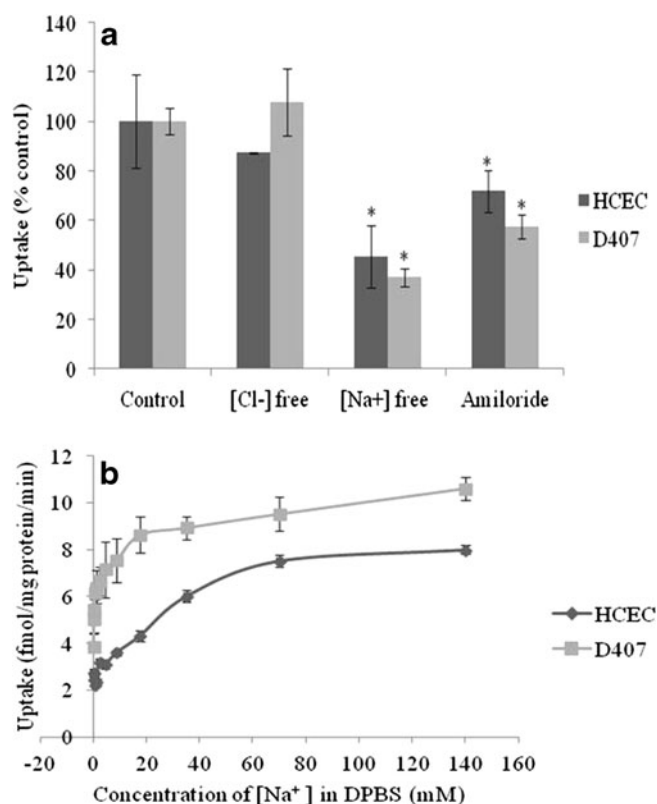 a
140
120
100
80
60
40
20
0
Uptake (% control)
* * * *
Control [Cl-] free [Na+] free Amiloride
HCEC
D407
b
12
10
8
6
4
2
0
Uptake (fmol/mg protein/min)
-20 0 20 40 60 80 100 120 140 160
Concentration of [Na+] in DPBS (mM)
HCEC
D407